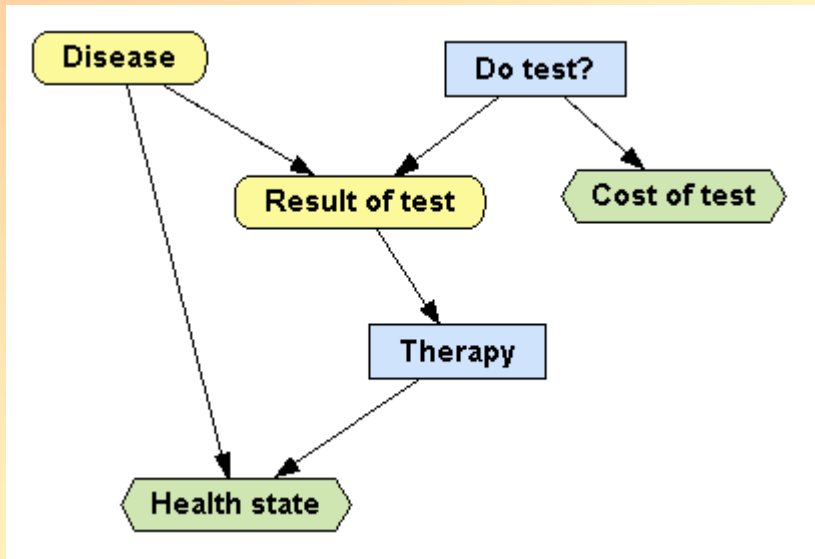 Disease
Do test?
Result of test
Cost of test
Therapy
Health state